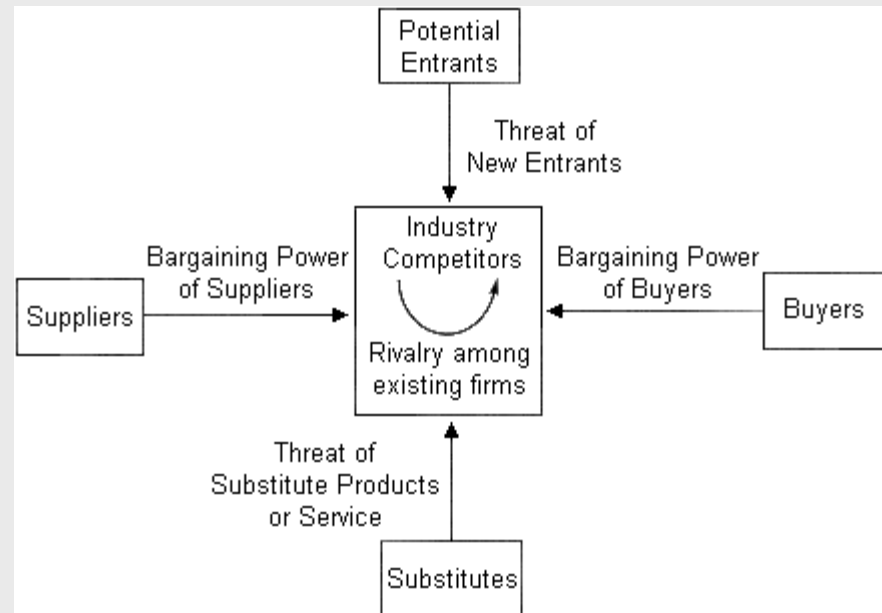 Potential
Entrants
Threat of
New Entrants
Industry
Competitors
Rivalry among
existing firms
Bargaining Power
of Suppliers
Suppliers
Bargaining Power
of Buyers
Buyers
Threat of
Substitute Products
or Service
Substitutes